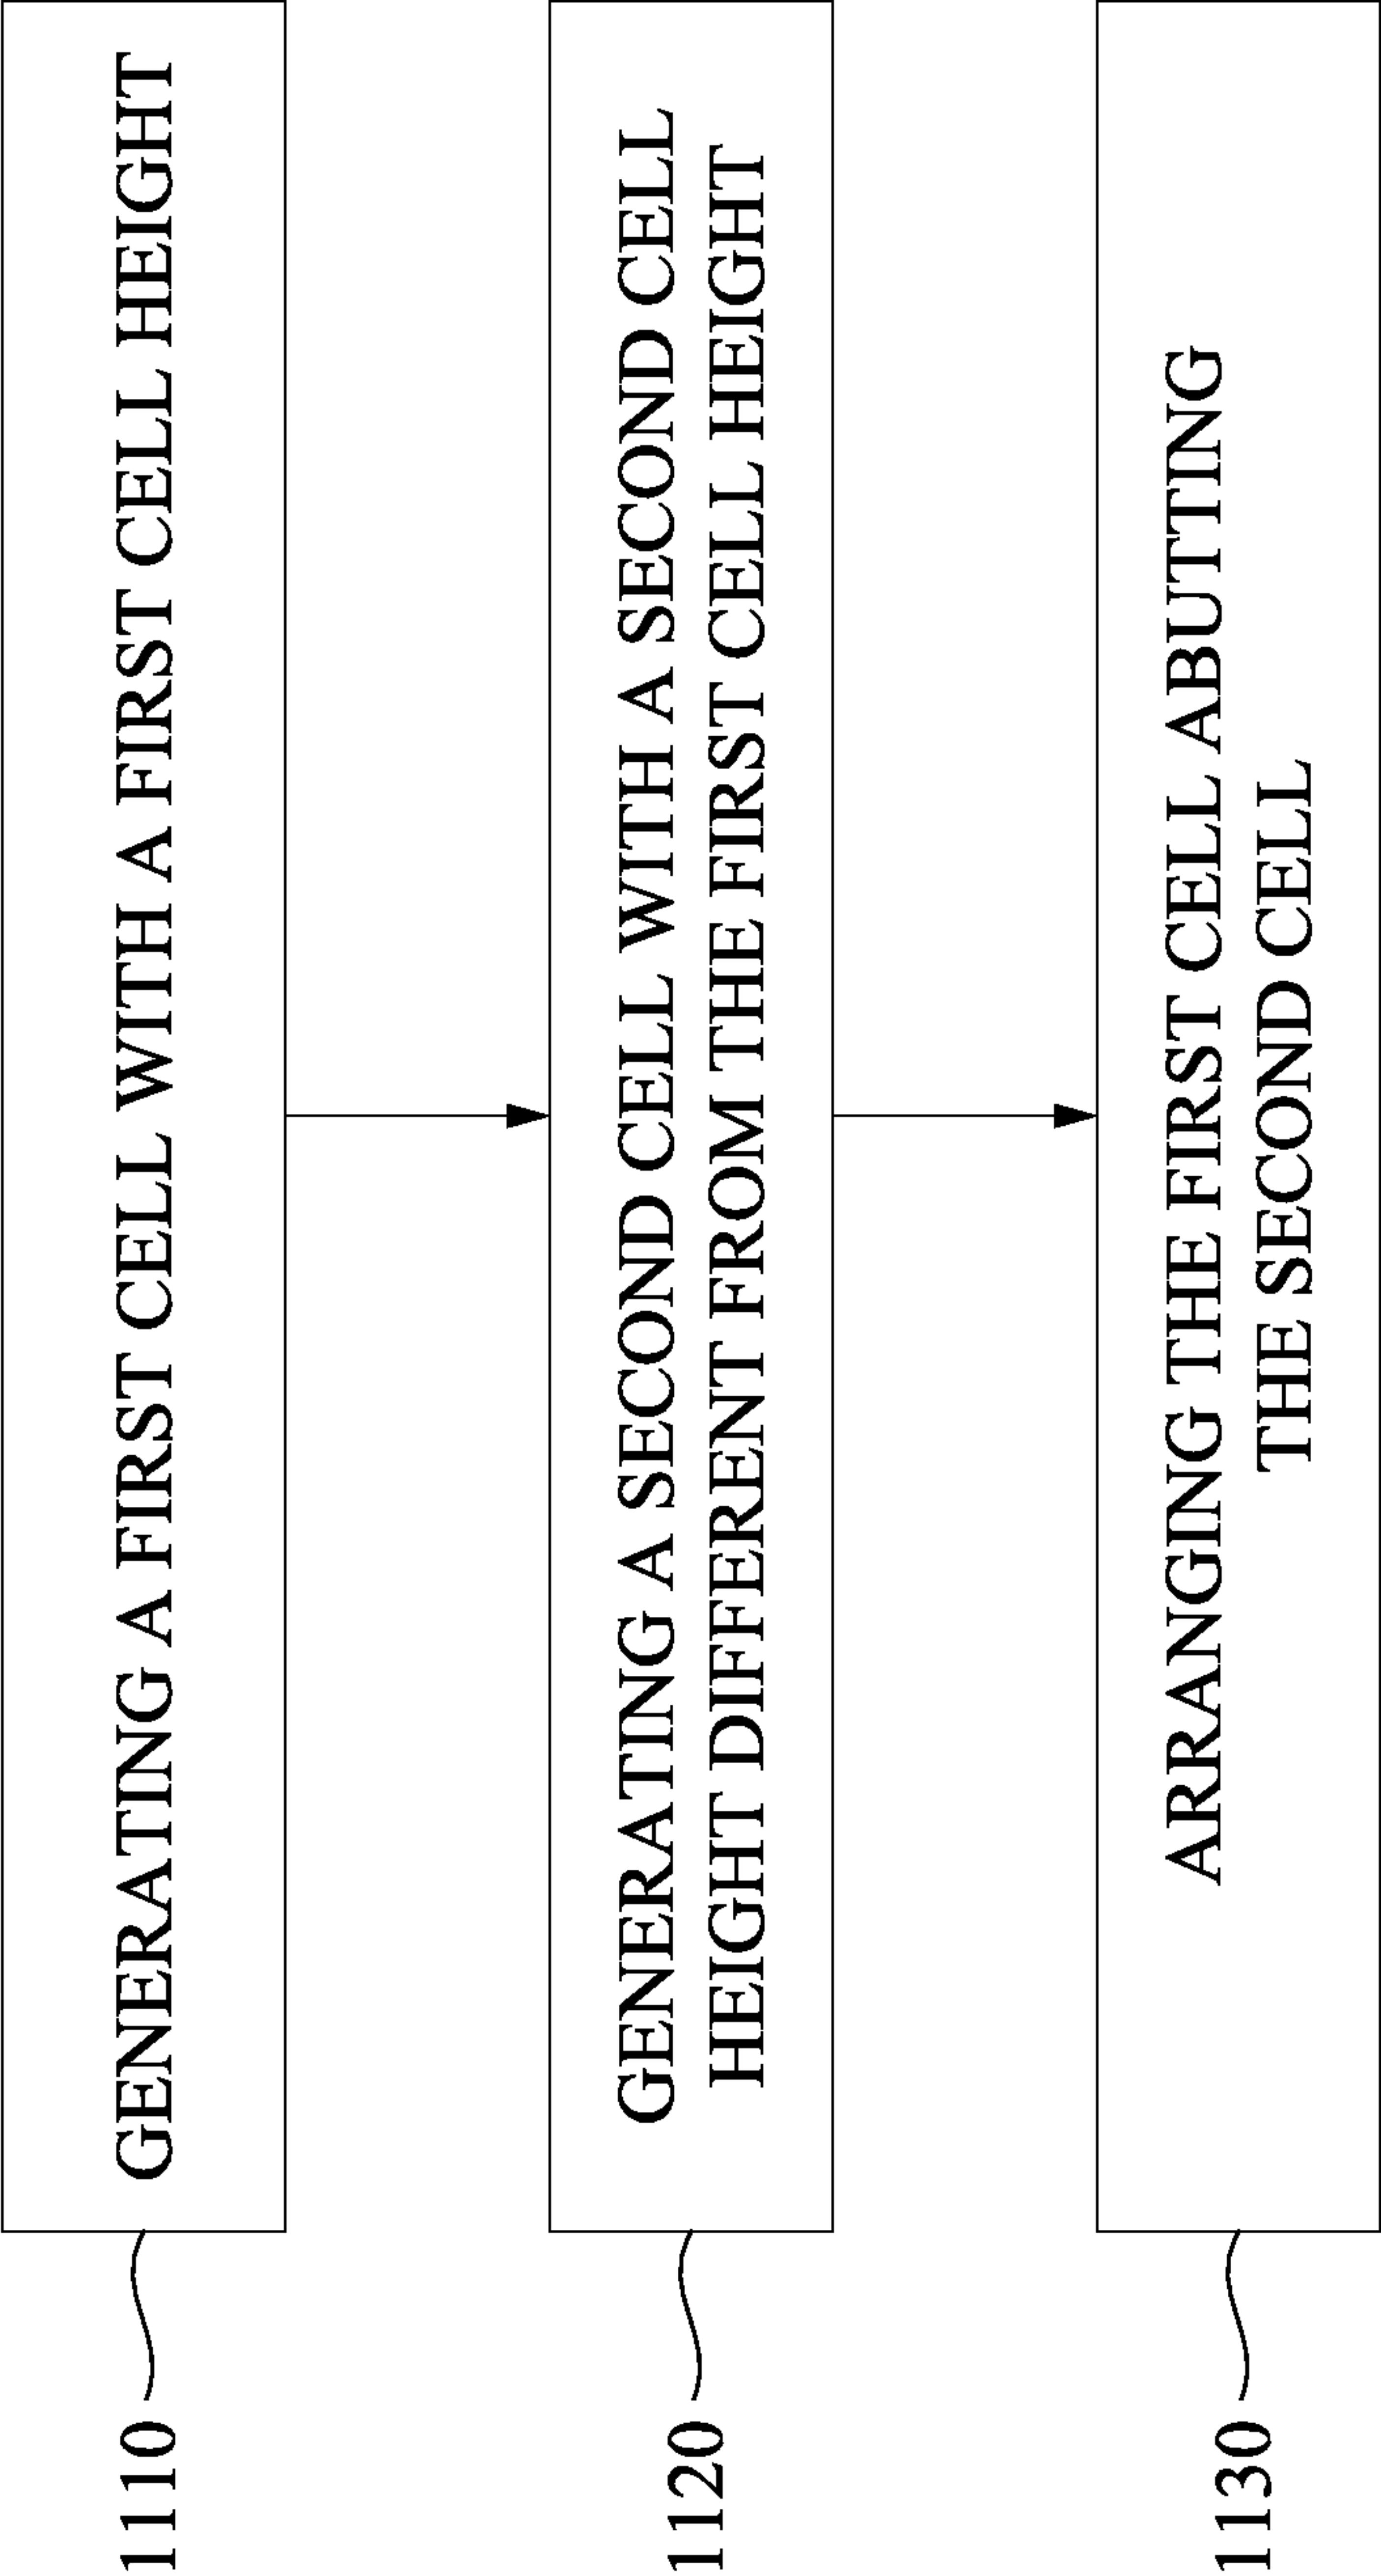 1110
GENERATING A FIRST CELL WITH A FIRST CELL HEIGHT
1120
GENERATING A SECOND CELL WITH A SECOND CELL
HEIGHT DIFFERENT FROM THE FIRST CELL HEIGHT
1130
ARRANGING THE FIRST CELL ABUTTING
THE SECOND CELL